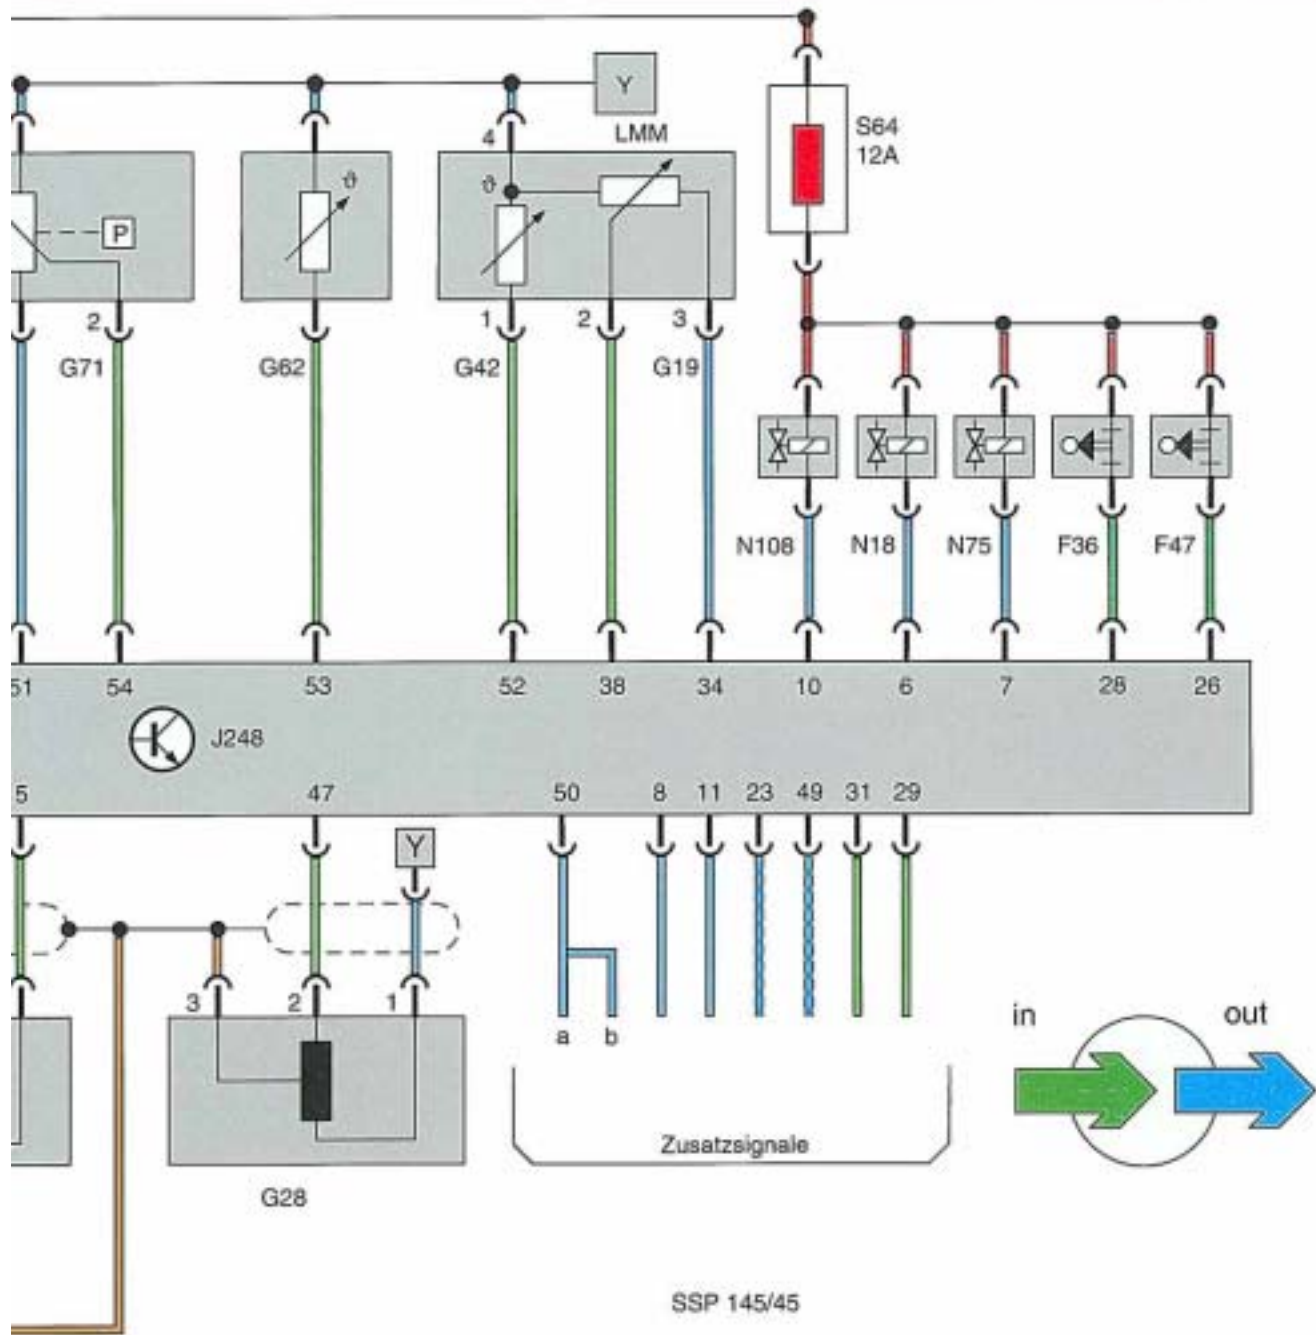 Y
LMM
S64
12A
4
ϑ
ϑ
P
2
1
2
3
G71
G62
G42
G19
N108
N18
N75
F36
F47
51
54
53
52
38
34
10
6
7
28
26
J248
5
47
50
8
11
23
49
31
29
Y
3
2
1
a
b
in
out
Zusatzsignale
G28
SSP 145/45